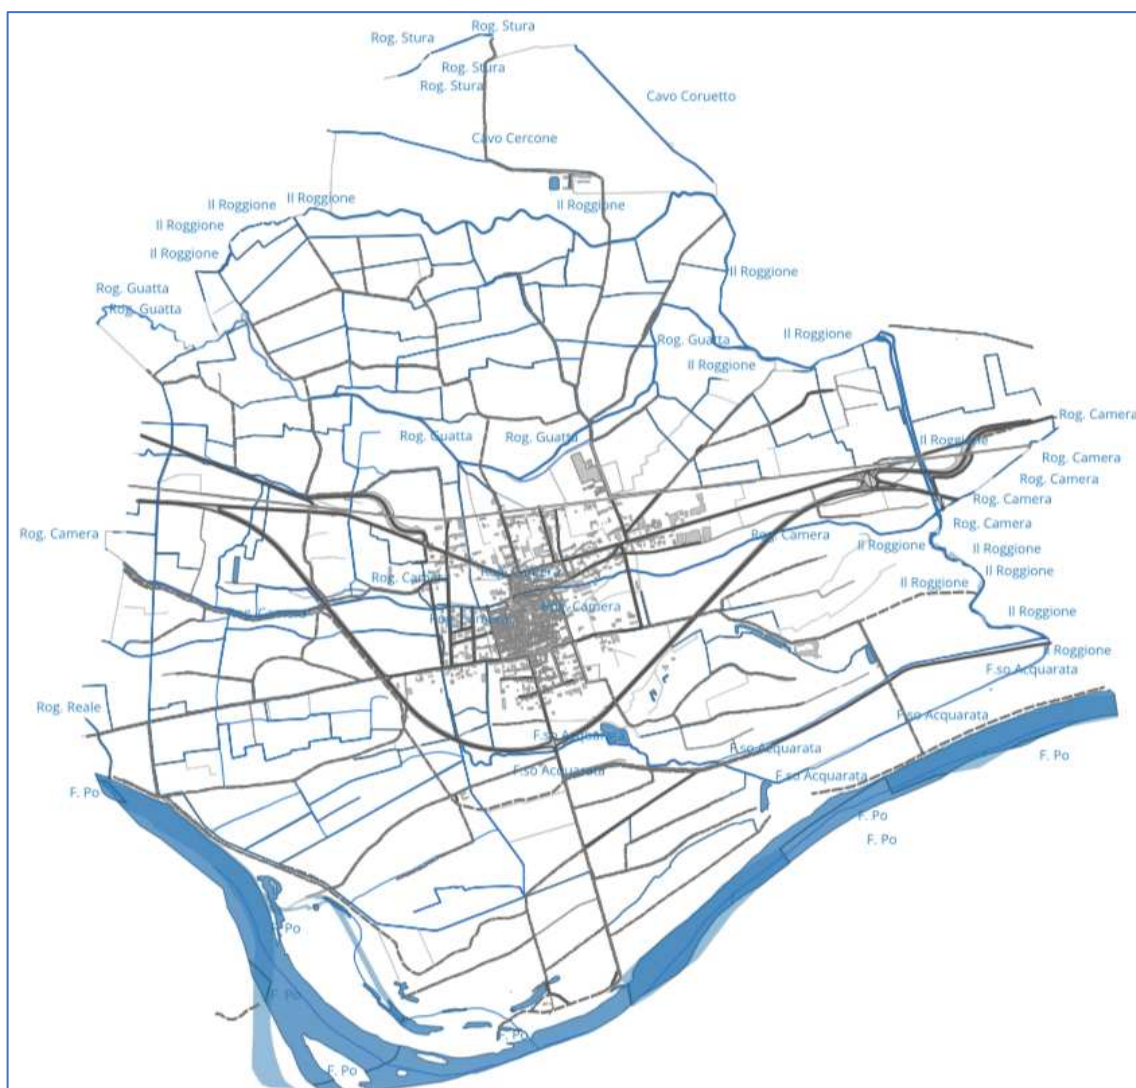 Rog. Stura
Rog. Stura
Rog. Stura
Rog. Stura
Cavo Coruetto
Cavo Cercone
Il Roggione
Il Roggione
Il Roggione
Il Roggione
Il Roggione
Il Roggione
Rog. Guatta
Rog. Guatta
Il Roggione
Rog. Guatta
Il Roggione
Rog. Camera
Rog. Guatta
Rog. Guatta
Il Roggione
Rog. Camera
Rog. Camera
Rog. Camera
Rog. Camera
Rog. Camera
Rog. Camera
Il Roggione
Il Roggione
Il Roggione
Rog. Camera
Il Roggione
Rog. Camera
Il Roggione
Roggione
F.so Acquarata
Rog. Reale
F.so Acquarata
F.so Acquarata
F.so Acquarata
F. Po
F.so Acquarata
F.so Acquarata
F. Po
F. Po
F. Po
F. Po
F. Po
F. Po
F. Po